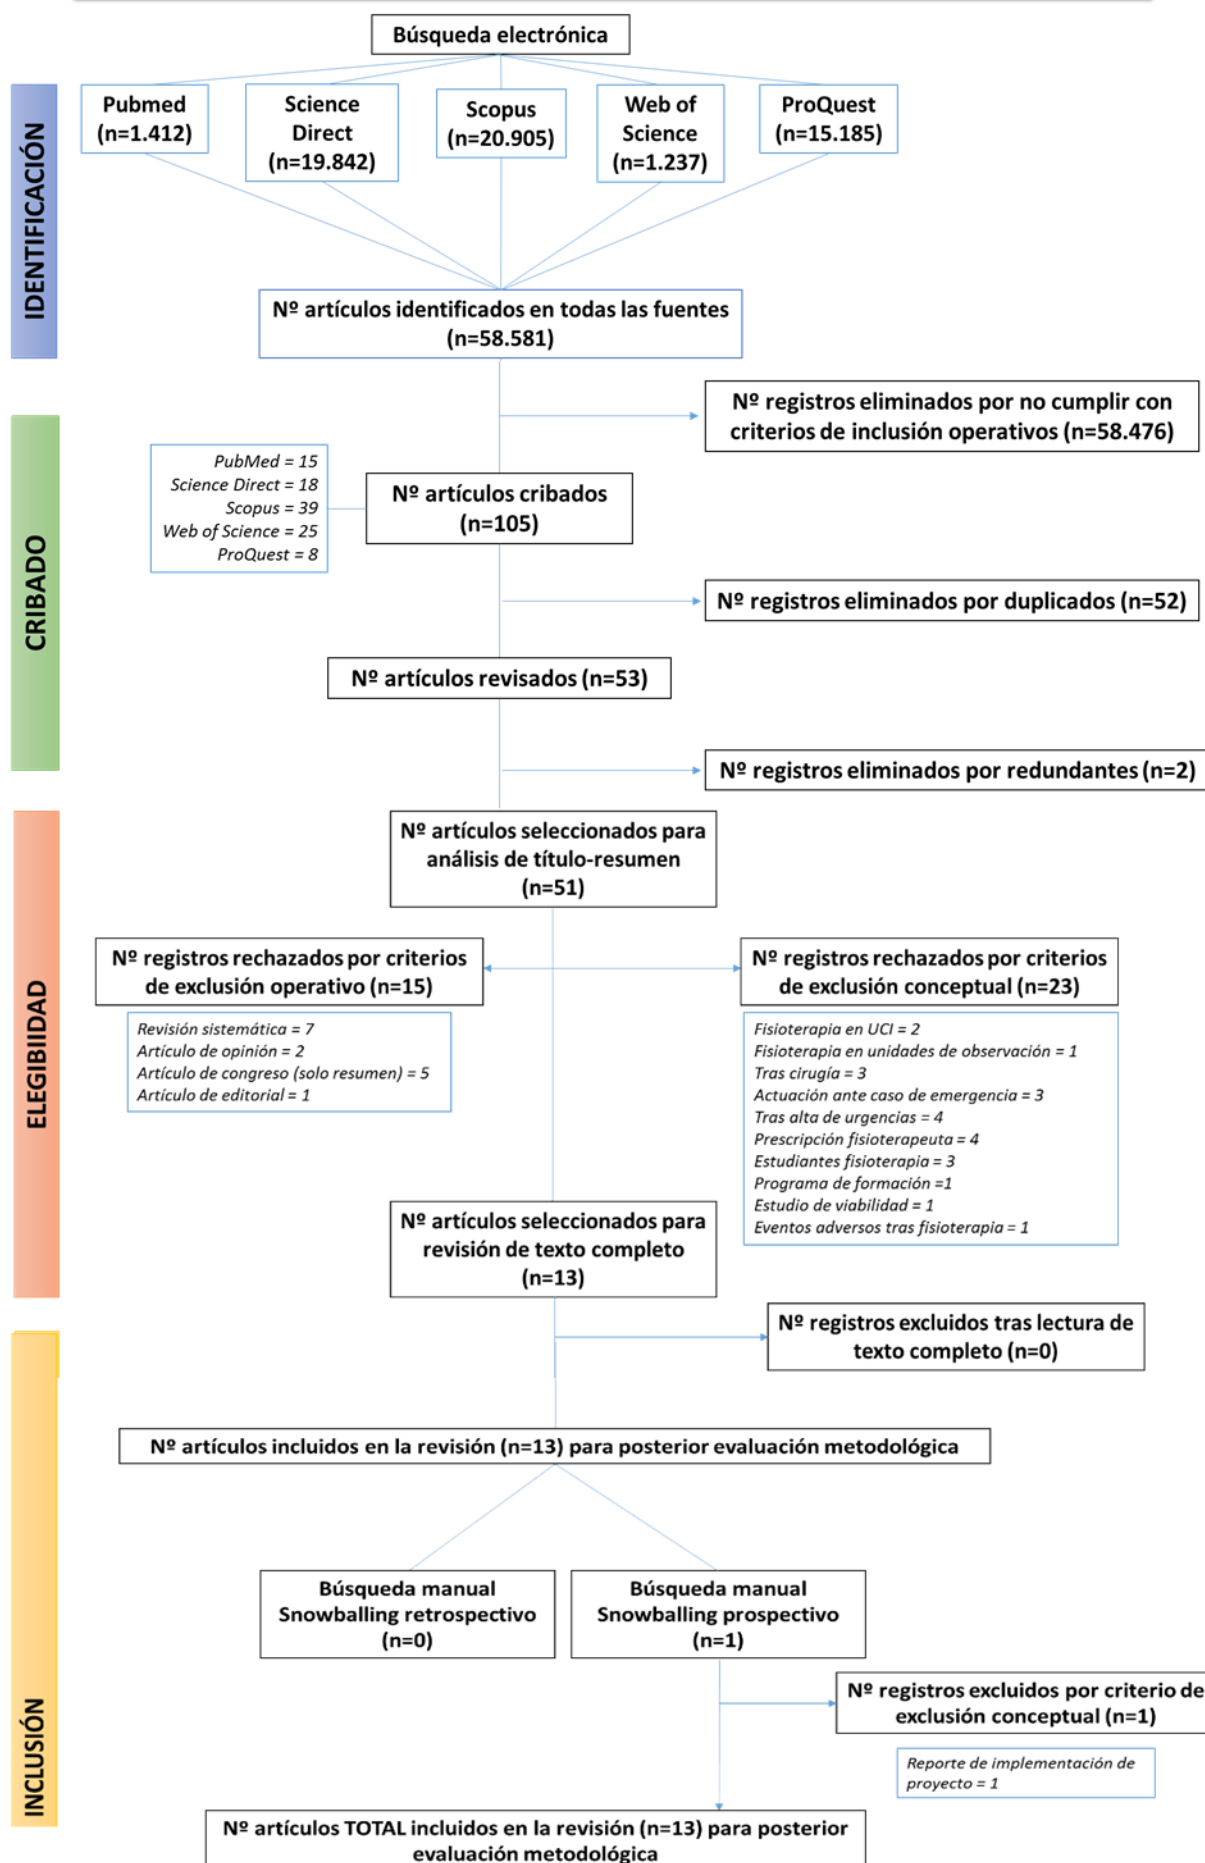 Búsqueda electrónica
IDENTIFICACIÓN
Pubmed
(n=1.412)
Science
Direct
(n=19.842)
Scopus
(n=20.905)
Web of
Science
(n=1.237)
ProQuest
(n=15.185)
Nº artículos identificados en todas las fuentes
(n=58.581)
CRIBADO
Nº registros eliminados por no cumplir con
criterios de inclusión operativos (n=58.476)
PubMed = 15
Science Direct = 18
Scopus = 39
Web of Science = 25
ProQuest = 8
Nº artículos cribados
(n=105)
Nº registros eliminados por duplicados (n=52)
Nº artículos revisados (n=53)
Nº registros eliminados por redundantes (n=2)
ELEGIBIIDAD
Nº artículos seleccionados para
análisis de título-resumen
(n=51)
Nº registros rechazados por criterios
de exclusión operativo (n=15)
Revisión sistemática = 7
Artículo de opinión = 2
Artículo de congreso (solo resumen) = 5
Artículo de editorial = 1
Nº registros rechazados por criterios
de exclusión conceptual (n=23)
Fisioterapia en UCI = 2
Fisioterapia en unidades de observación = 1
Tras cirugía = 3
Actuación ante caso de emergencia = 3
Tras alta de urgencias = 4
Prescripción fisioterapeuta = 4
Estudiantes fisioterapia = 3
Programa de formación =1
Estudio de viabilidad = 1
Eventos adversos tras fisioterapia = 1
Nº artículos seleccionados para
revisión de texto completo
(n=13)
INCLUSIÓN
Nº registros excluidos tras lectura de
texto completo (n=0)
Nº artículos incluidos en la revisión (n=13) para posterior evaluación metodológica
Búsqueda manual
Snowballing retrospectivo
(n=0)
Búsqueda manual
Snowballing prospectivo
(n=1)
Nº registros excluidos por criterio de
exclusión conceptual (n=1)
Reporte de implementación de
proyecto = 1
Nº artículos TOTAL incluidos en la revisión (n=13) para posterior
evaluación metodológica